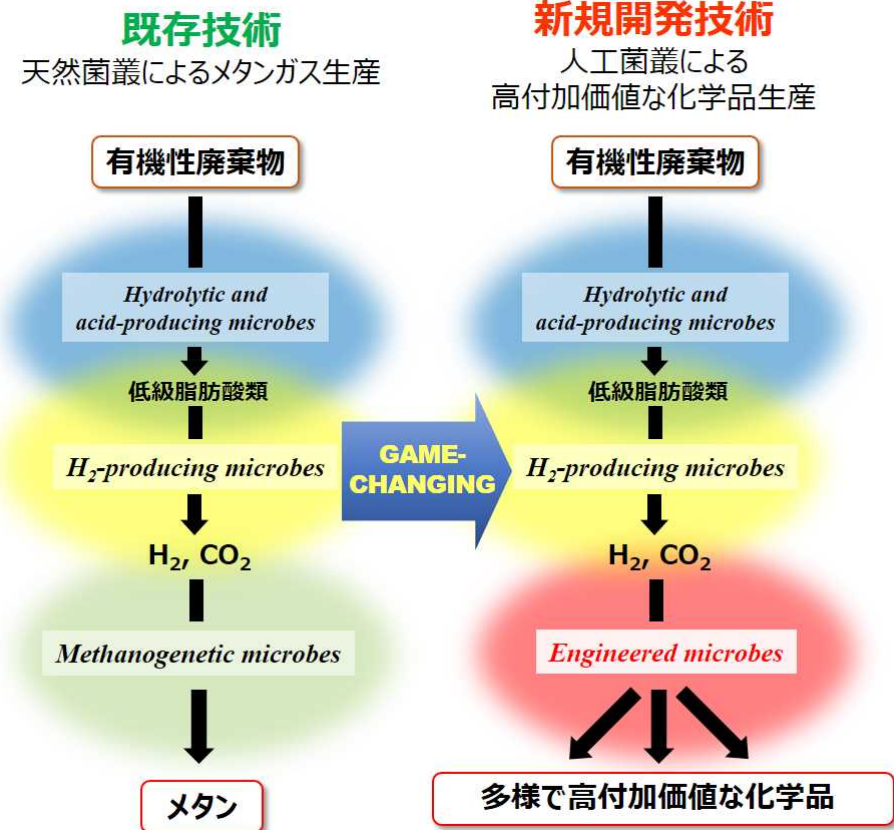 既存技術
天然菌叢によるメタンガス生産
有機性廃棄物
Hydrolytic and
acid-producing microbes
低級脂肪酸類
H₂-producing microbes
H₂, CO₂
Methanogenetic microbes
メタン
GAME-
CHANGING
新規開発技術
人工菌叢による
高付加価値な化学品生産
有機性廃棄物
Hydrolytic and
acid-producing microbes
低級脂肪酸類
H₂-producing microbes
H₂, CO₂
Engineered microbes
多様で高付加価値な化学品